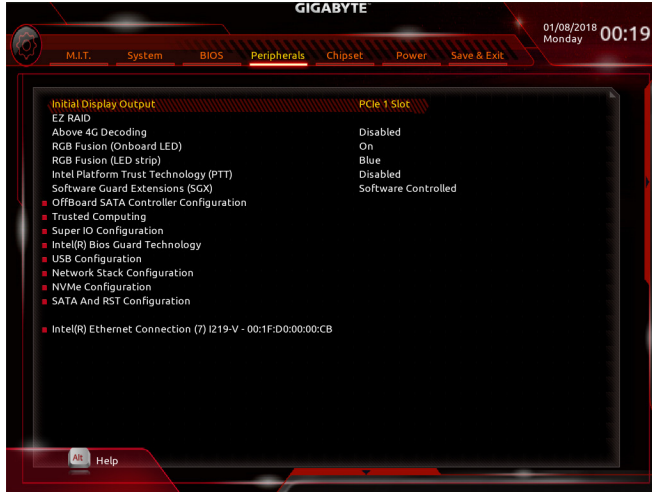 GIGABYTE™
01/08/2018
Monday
00:19
M.I.T. System BIOS Peripherals Chipset Power Save & Exit
Initial Display Output PCIe 1 Slot
EZ RAID
Above 4G Decoding Disabled
RGB Fusion (Onboard LED) On
RGB Fusion (LED strip) Blue
Intel Platform Trust Technology (PTT) Disabled
Software Guard Extensions (SGX) Software Controlled
OffBoard SATA Controller Configuration
Trusted Computing
Super IO Configuration
Intel(R) Bios Guard Technology
USB Configuration
Network Stack Configuration
NVMe Configuration
SATA And RST Configuration
Intel(R) Ethernet Connection (7) I219-V - 00:1F:D0:00:00:CB
Alt Help